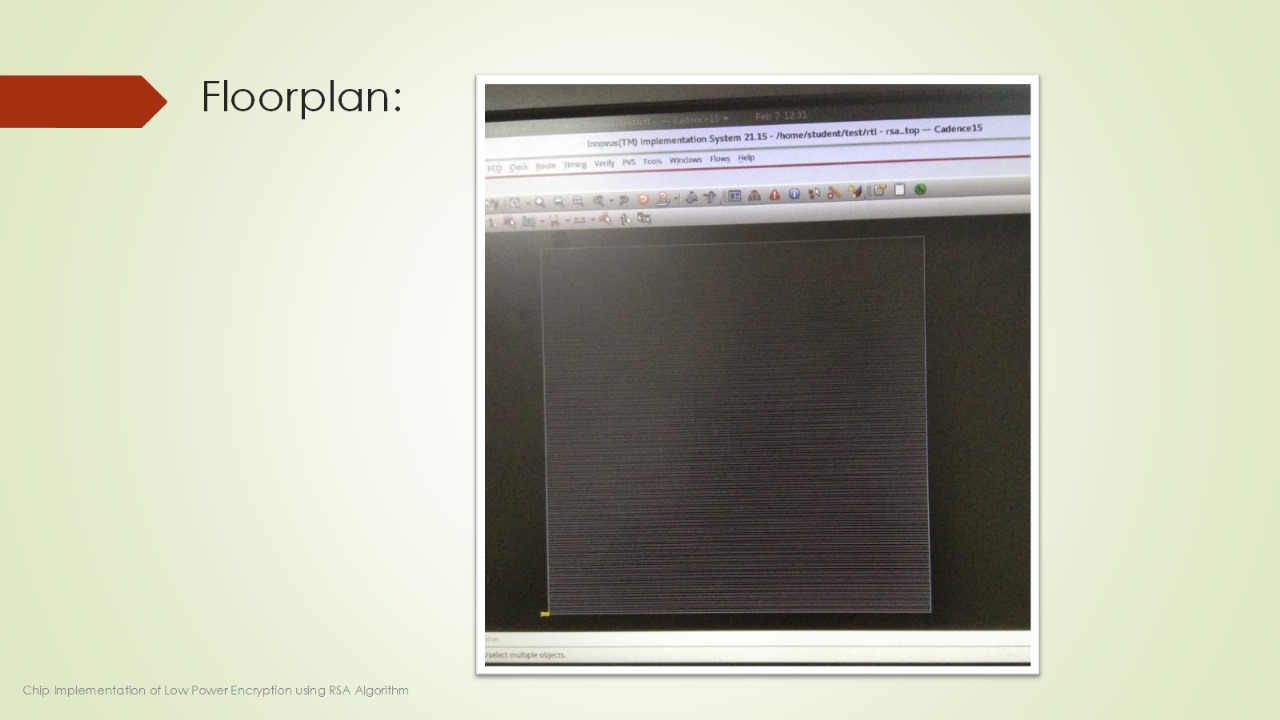 Floorplan:
Cadence15 Feb 7 12:31
Innovus(TM) Implementation System 21.15 - /home/student/test/rtl - rsa_top — Cadence15
ECO Clock Route Timing Verify PVS Tools Windows Flows Help
/select multiple objects.
Chip Implementation of Low Power Encryption using RSA Algorithm